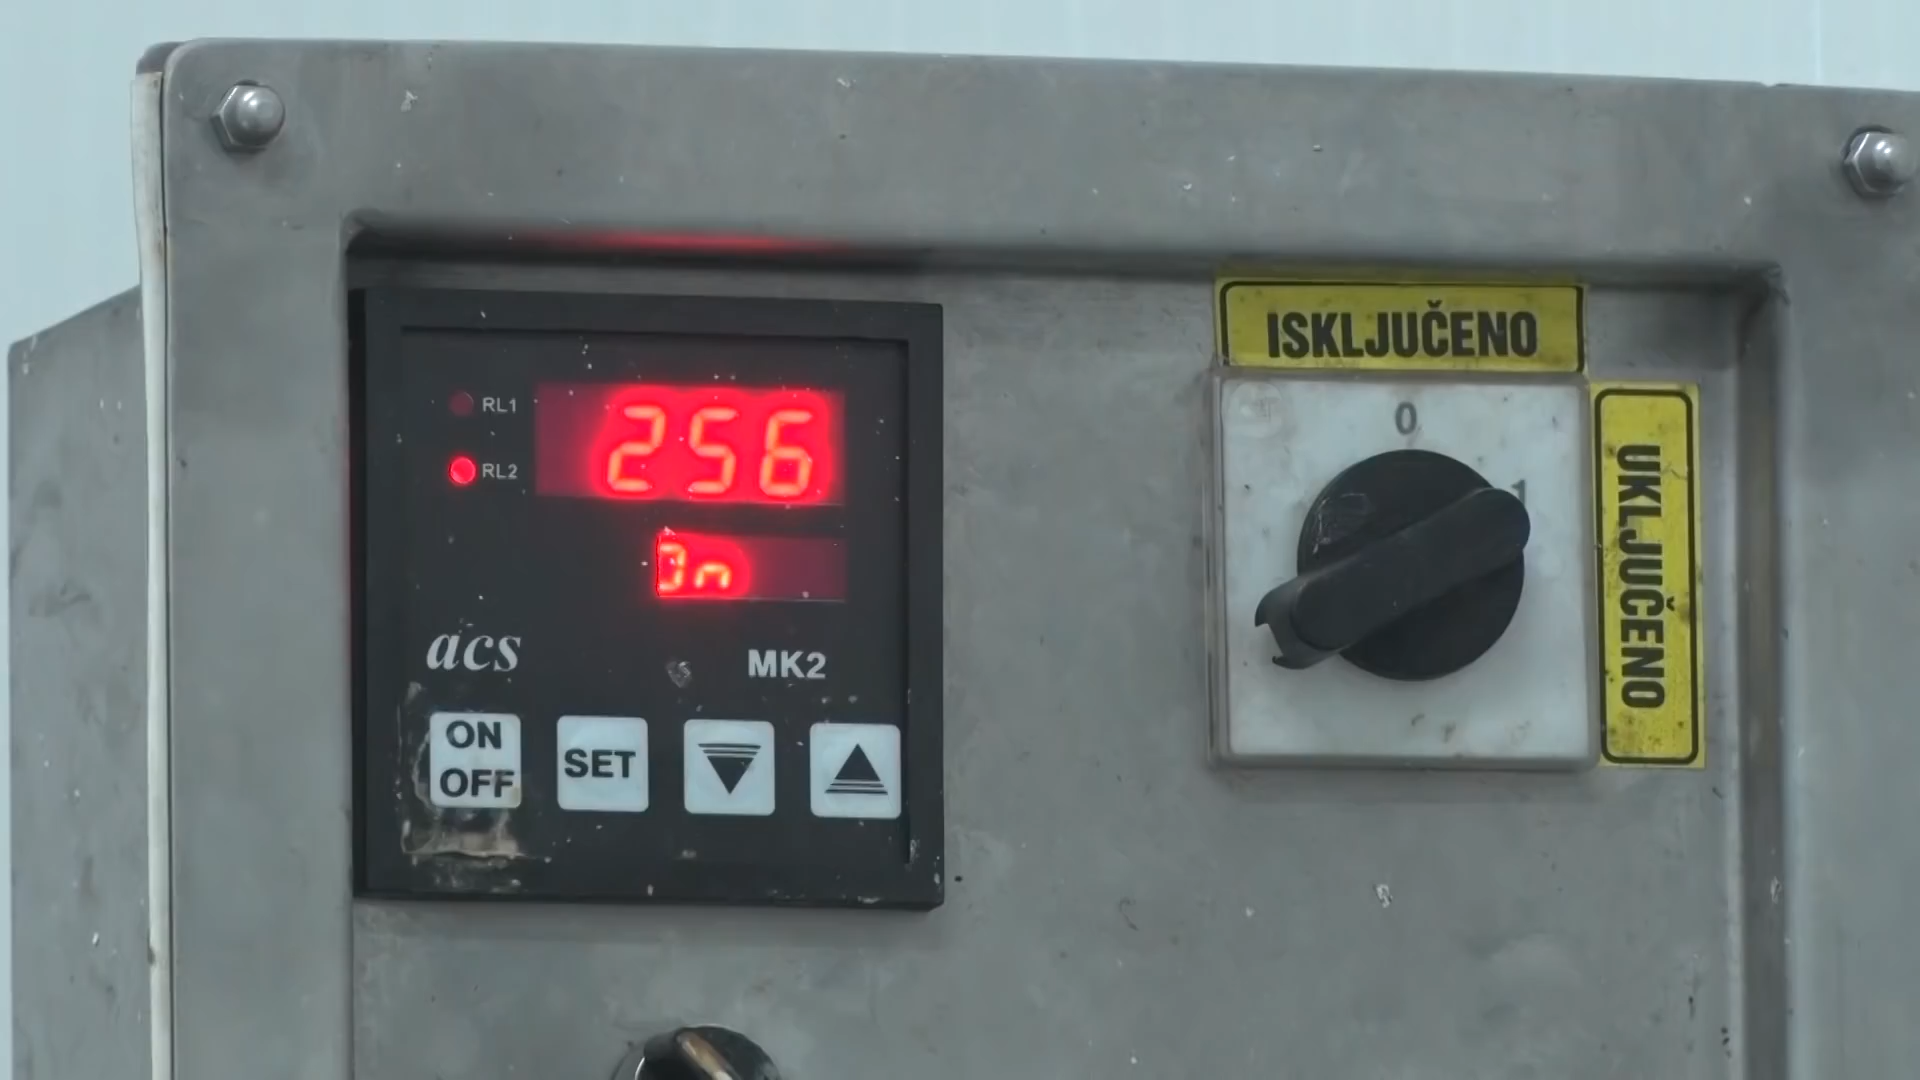 RL1
256
RL2
On
acs
MK2
ON
OFF
SET
ISKLJUČENO
0
1
UKLJUČENO